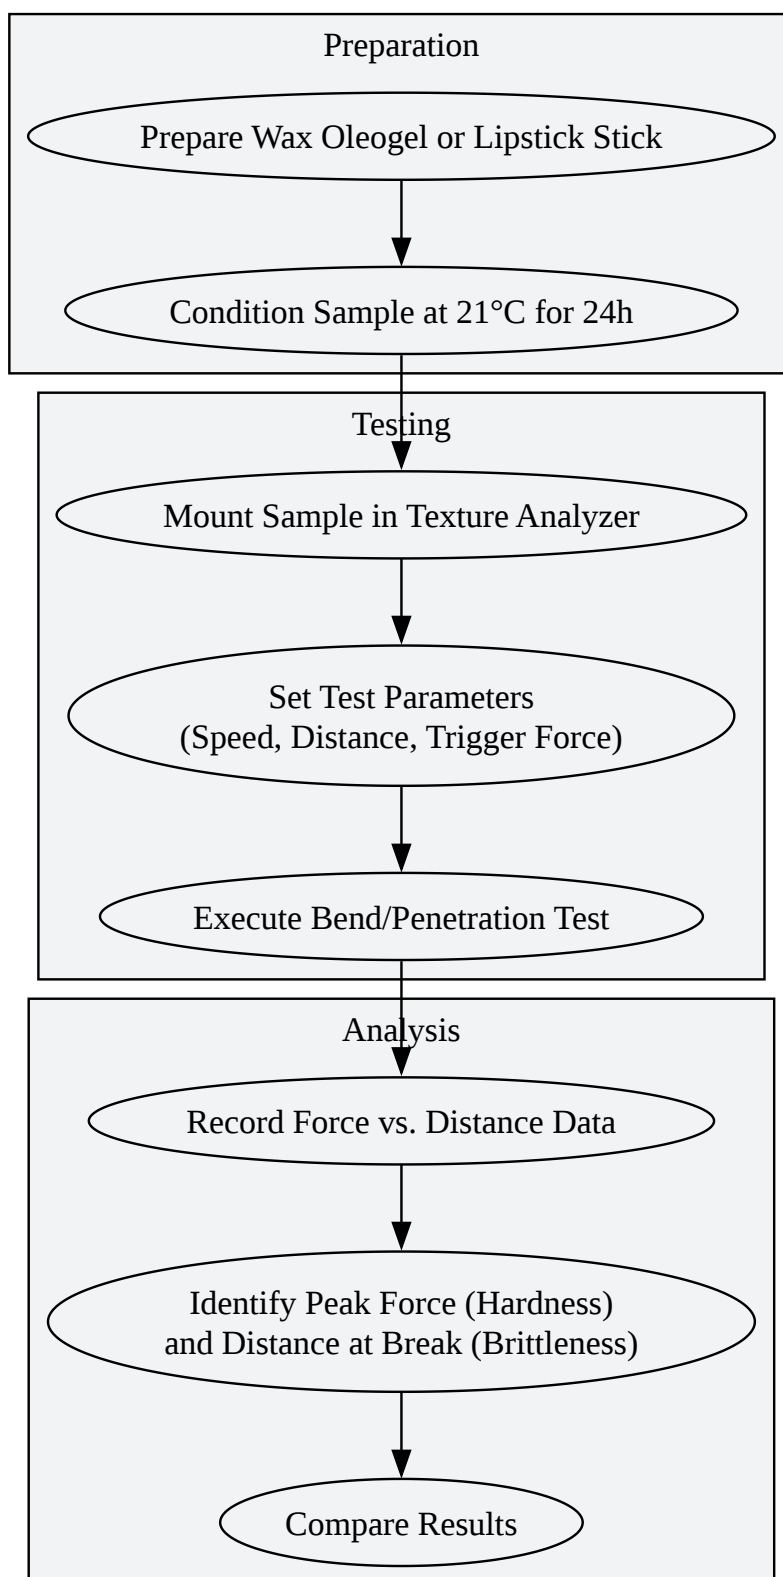 Preparation
Prepare Wax Oleogel or Lipstick Stick
Condition Sample at 21°C for 24h
Testing
Mount Sample in Texture Analyzer
Set Test Parameters
(Speed, Distance, Trigger Force)
Execute Bend/Penetration Test
Analysis
Record Force vs. Distance Data
Identify Peak Force (Hardness)
and Distance at Break (Brittleness)
Compare Results